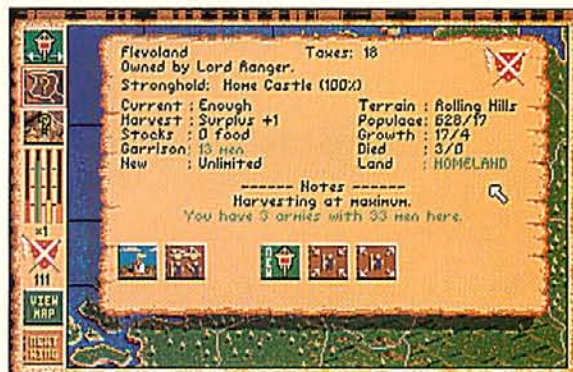 Flevoland Taxes: 18
Owned by Lord Ranger.
Stronghold: Home Castle (100%)
Current : Enough Terrain : Rolling Hills
Harvest : Surplus +1 Populace: 628/17
Stocks : 0 food Growth : 17/4
Garrison: 13 men Died : 3/0
New : Unlimited Land : HOMELAND
------ Notes ------
Harvesting at maximum.
You have 3 armies with 33 men here.
×1
111
VIEW
MAP
NEW